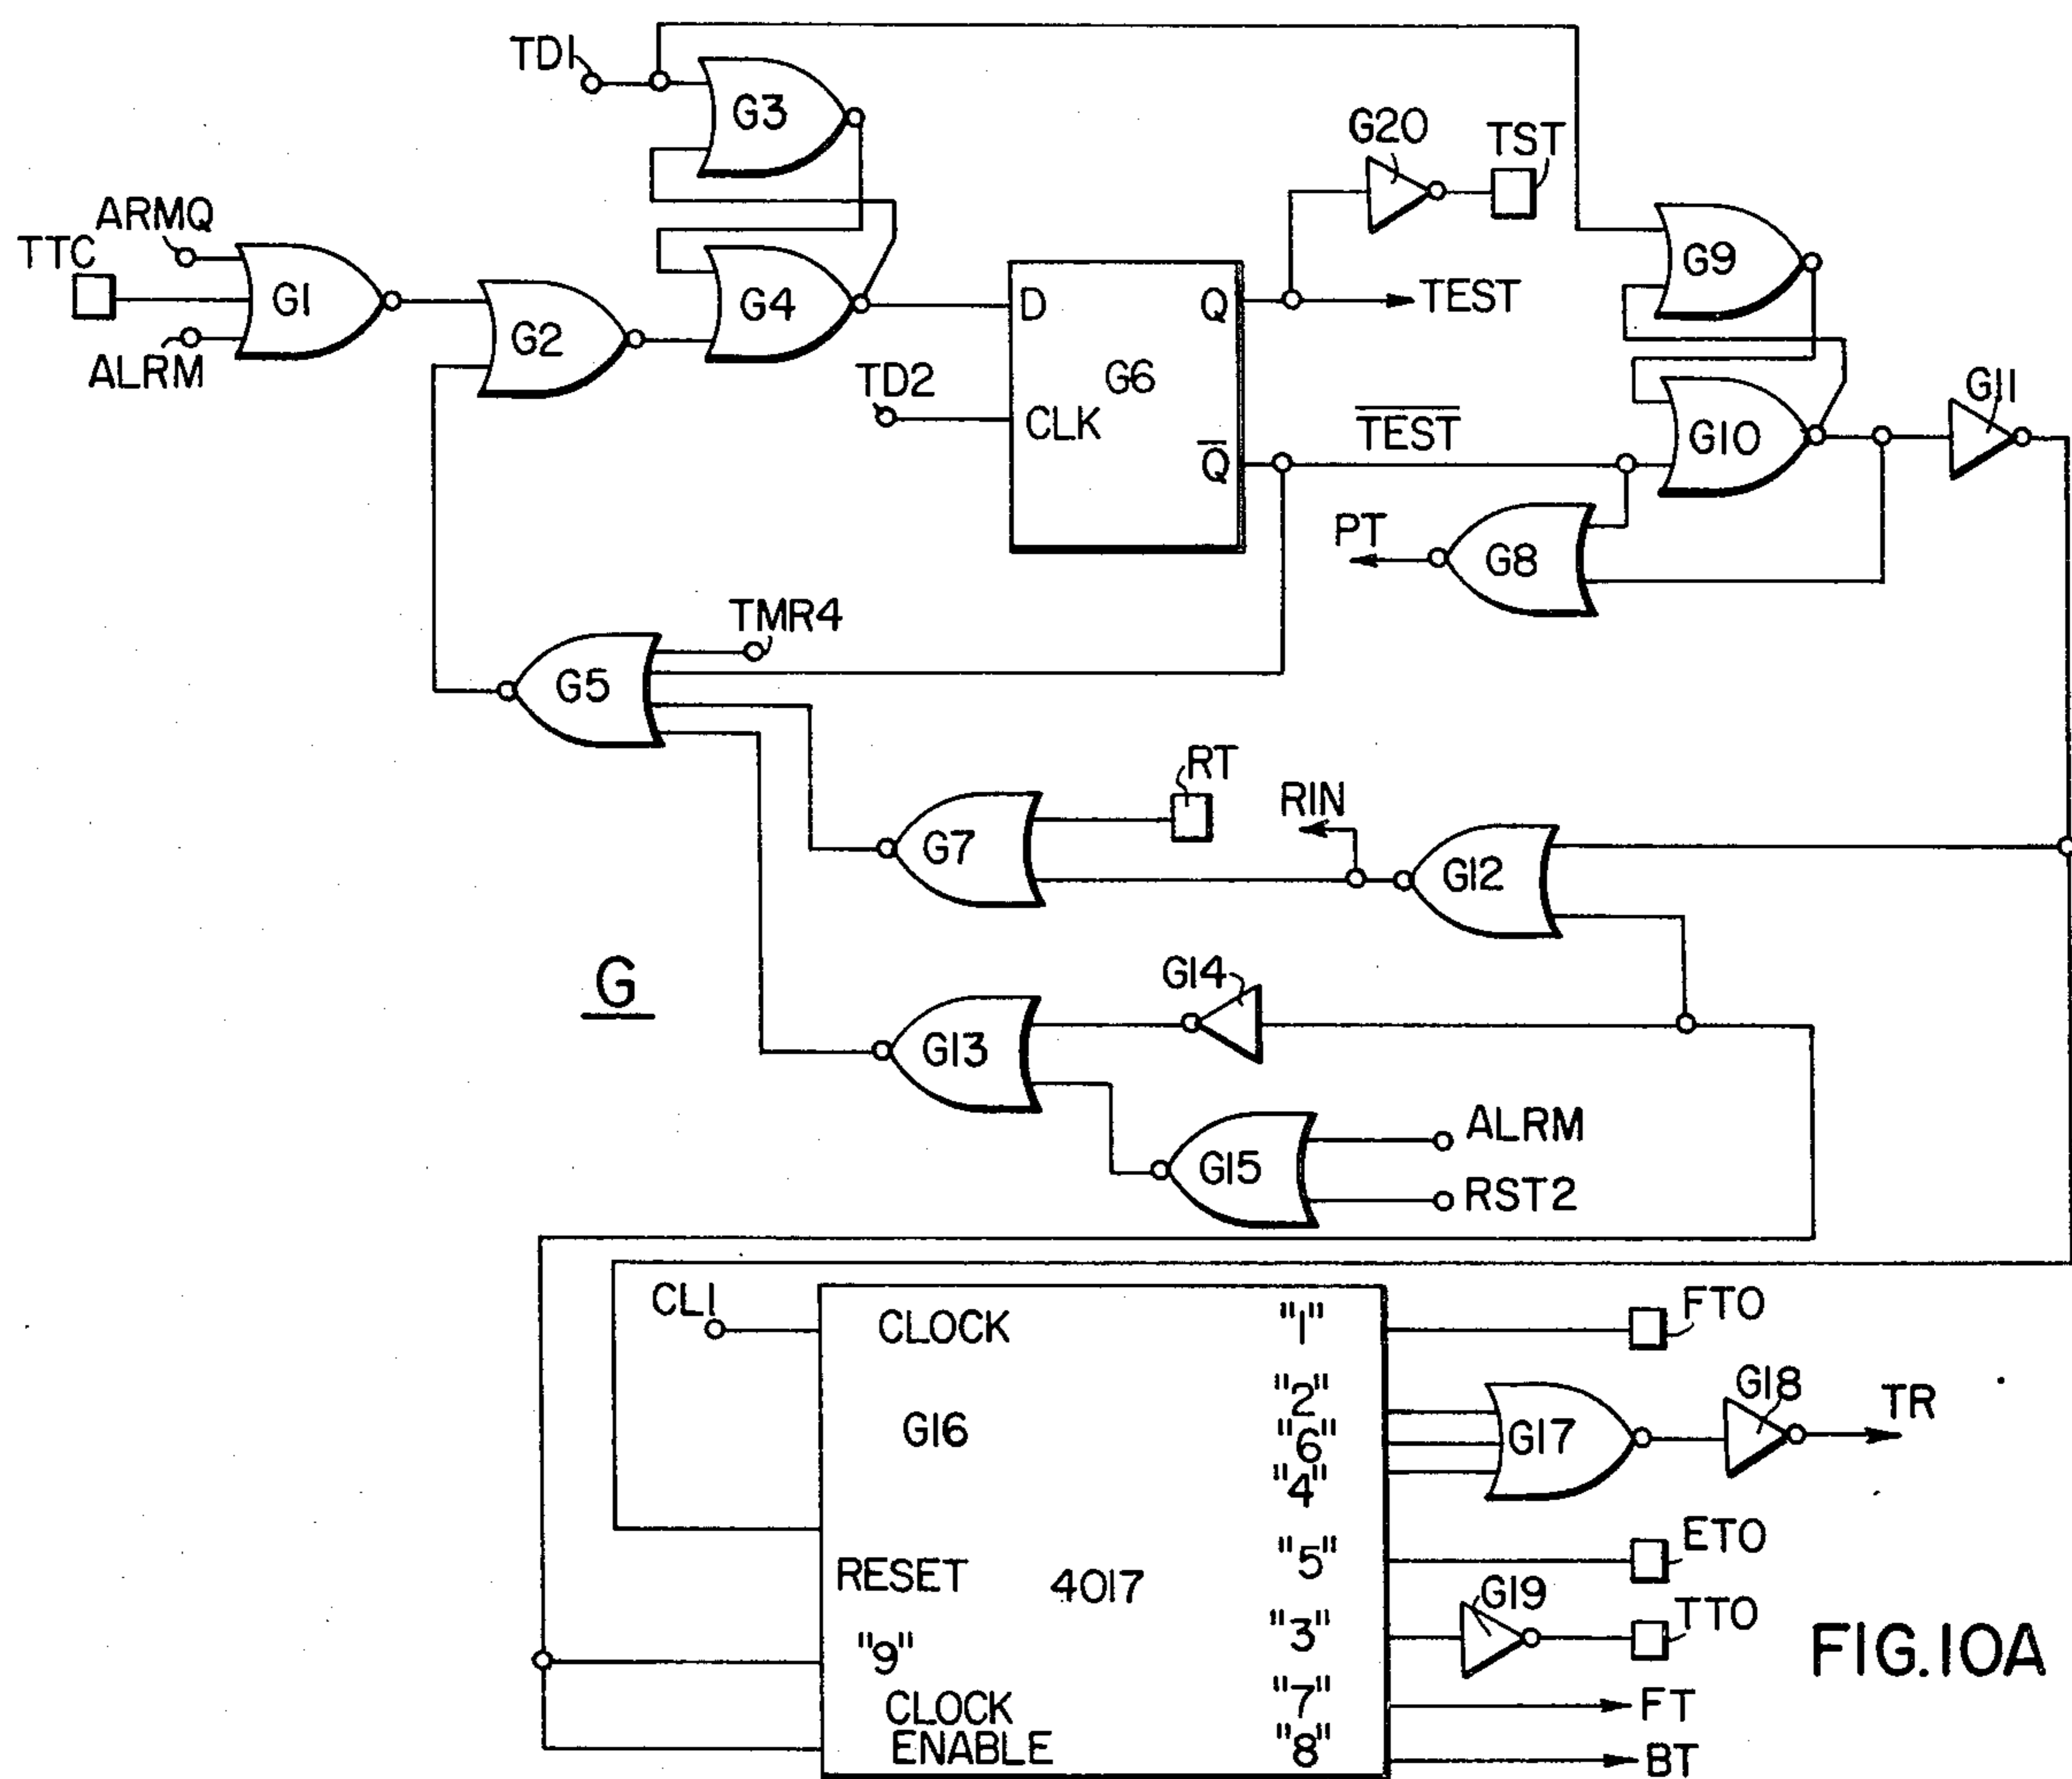 TD1
G3
G20
TST
ARMQ
TTC
G1
ALRM
G2
G4
D
Q
TEST
G9
TD2
G6
CLK
TEST
Q
G10
G11
PT
G8
TMR4
G5
RT
RIN
G7
G12
G14
G
G13
ALRM
G15
RST2
CL1
CLOCK
"1"
FTO
"2"
G18
TR
G16
"6"
G17
"4"
RESET
4017
"5"
ETO
G19
"9"
"3"
TTO
FIG.10A
CLOCK
ENABLE
"7"
FT
"8"
BT